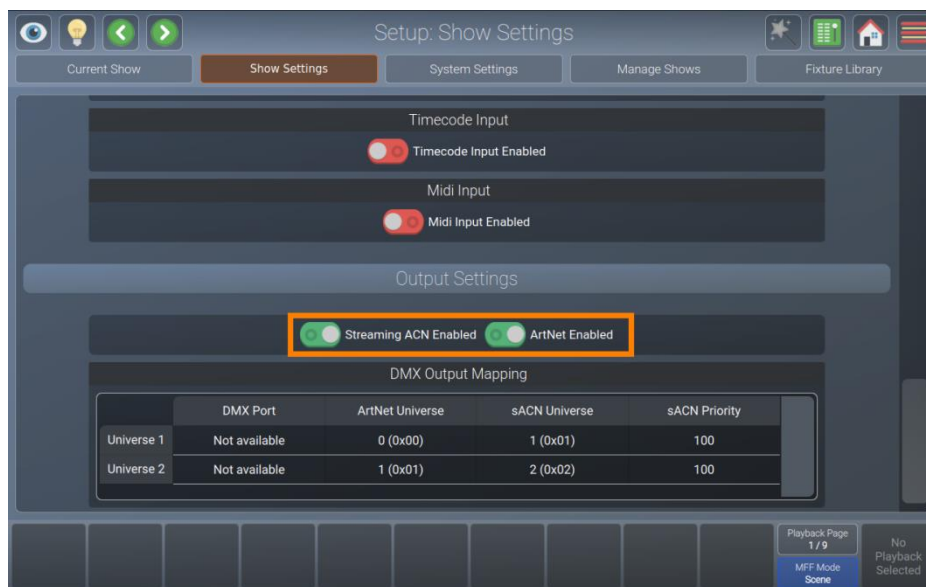 Setup: Show Settings
Current Show Show Settings System Settings Manage Shows Fixture Library
Timecode Input
Timecode Input Enabled
Midi Input
Midi Input Enabled
Output Settings
Streaming ACN Enabled ArtNet Enabled
DMX Output Mapping
DMX Port ArtNet Universe sACN Universe sACN Priority
Universe 1 Not available 0 (0x00) 1 (0x01) 100
Universe 2 Not available 1 (0x01) 2 (0x02) 100
Playback Page
1 / 9
MFF Mode
Scene
No
Playback
Selected